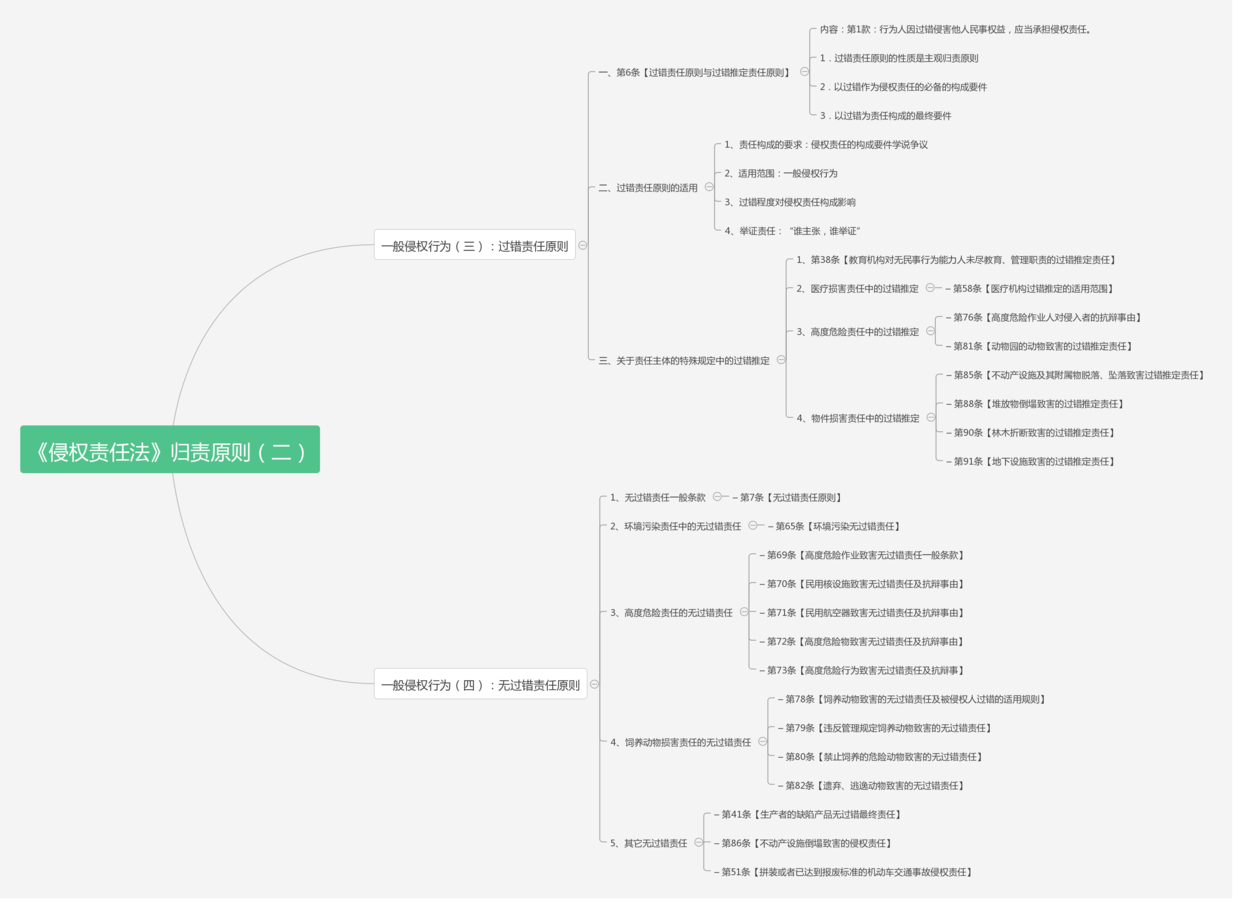 《侵权责任法》归责原则（二）
一般侵权行为（三）：过错责任原则
一、第6条【过错责任原则与过错推定责任原则】
内容：第1款：行为人因过错侵害他人民事权益，应当承担侵权责任。
1．过错责任原则的性质是主观归责原则
2．以过错作为侵权责任的必备的构成要件
3．以过错为责任构成的最终要件
二、过错责任原则的适用
1、责任构成的要求：侵权责任的构成要件学说争议
2、适用范围：一般侵权行为
3、过错程度对侵权责任构成影响
4、举证责任：“谁主张，谁举证”
三、关于责任主体的特殊规定中的过错推定
1、第38条【教育机构对无民事行为能力人未尽教育、管理职责的过错推定责任】
2、医疗损害责任中的过错推定
– 第58条【医疗机构过错推定的适用范围】
3、高度危险责任中的过错推定
– 第76条【高度危险作业人对侵入者的抗辩事由】
– 第81条【动物园的动物致害的过错推定责任】
4、物件损害责任中的过错推定
– 第85条【不动产设施及其附属物脱落、坠落致害过错推定责任】
– 第88条【堆放物倒塌致害的过错推定责任】
– 第90条【林木折断致害的过错推定责任】
– 第91条【地下设施致害的过错推定责任】
一般侵权行为（四）：无过错责任原则
1、无过错责任一般条款
– 第7条【无过错责任原则】
2、环境污染责任中的无过错责任
– 第65条【环境污染无过错责任】
3、高度危险责任的无过错责任
– 第69条【高度危险作业致害无过错责任一般条款】
– 第70条【民用核设施致害无过错责任及抗辩事由】
– 第71条【民用航空器致害无过错责任及抗辩事由】
– 第72条【高度危险物致害无过错责任及抗辩事由】
– 第73条【高度危险行为致害无过错责任及抗辩事】
4、饲养动物损害责任的无过错责任
– 第78条【饲养动物致害的无过错责任及被侵权人过错的适用规则】
– 第79条【违反管理规定饲养动物致害的无过错责任】
– 第80条【禁止饲养的危险动物致害的无过错责任】
– 第82条【遗弃、逃逸动物致害的无过错责任】
5、其它无过错责任
– 第41条【生产者的缺陷产品无过错最终责任】
– 第86条【不动产设施倒塌致害的侵权责任】
– 第51条【拼装或者已达到报废标准的机动车交通事故侵权责任】